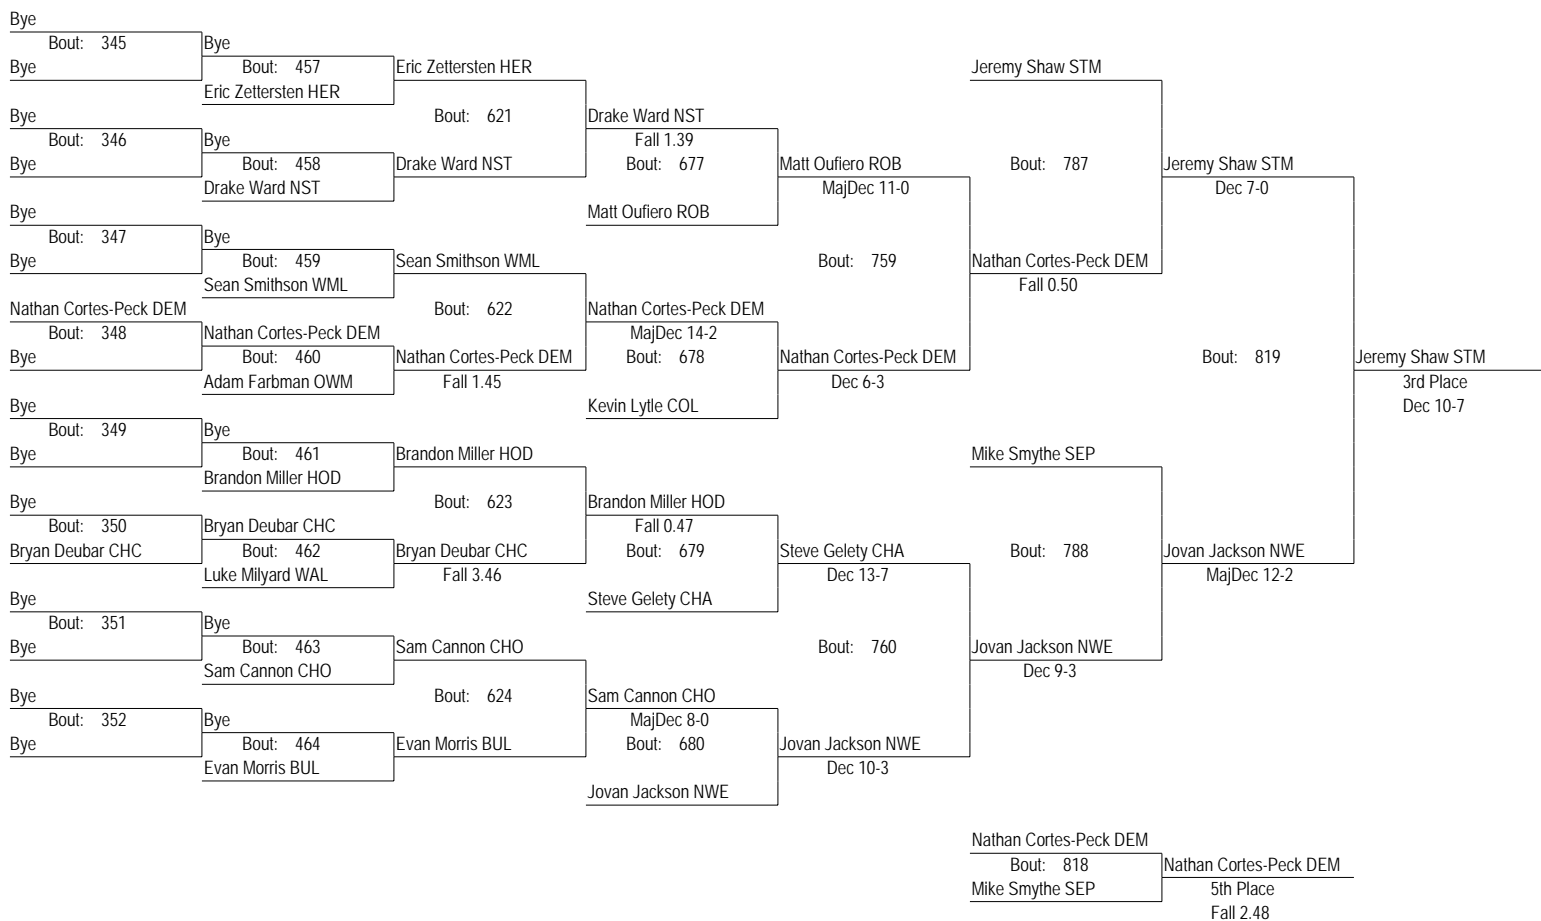 Bye
Bout: 345
Bye
Bye
Bout: 457
Eric Zettersten HER
Eric Zettersten HER
Jeremy Shaw STM
Bye
Bout: 621
Drake Ward NST
Bout: 346
Bye
Fall 1.39
Bye
Bout: 458
Drake Ward NST
Bout: 677
Matt Oufiero ROB
Bout: 787
Jeremy Shaw STM
Drake Ward NST
MajDec 11-0
Dec 7-0
Bye
Matt Oufiero ROB
Bout: 347
Bye
Bye
Bout: 459
Sean Smithson WML
Bout: 759
Nathan Cortes-Peck DEM
Sean Smithson WML
Fall 0.50
Nathan Cortes-Peck DEM
Bout: 622
Nathan Cortes-Peck DEM
Bout: 348
Nathan Cortes-Peck DEM
MajDec 14-2
Bye
Bout: 460
Nathan Cortes-Peck DEM
Bout: 678
Nathan Cortes-Peck DEM
Bout: 819
Jeremy Shaw STM
Adam Farbman OWM
Fall 1.45
Dec 6-3
3rd Place
Bye
Kevin Lytle COL
Dec 10-7
Bout: 349
Bye
Bye
Bout: 461
Brandon Miller HOD
Mike Smythe SEP
Brandon Miller HOD
Bye
Bout: 623
Brandon Miller HOD
Bout: 350
Bryan Deubar CHC
Fall 0.47
Bryan Deubar CHC
Bout: 462
Bryan Deubar CHC
Bout: 679
Steve Gelety CHA
Bout: 788
Jovan Jackson NWE
Luke Milyard WAL
Fall 3.46
Dec 13-7
MajDec 12-2
Bye
Steve Gelety CHA
Bout: 351
Bye
Bye
Bout: 463
Sam Cannon CHO
Bout: 760
Jovan Jackson NWE
Sam Cannon CHO
Dec 9-3
Bye
Bout: 624
Sam Cannon CHO
Bout: 352
Bye
MajDec 8-0
Bye
Bout: 464
Evan Morris BUL
Bout: 680
Jovan Jackson NWE
Evan Morris BUL
Dec 10-3
Jovan Jackson NWE
Nathan Cortes-Peck DEM
Bout: 818
Nathan Cortes-Peck DEM
Mike Smythe SEP
5th Place
Fall 2.48